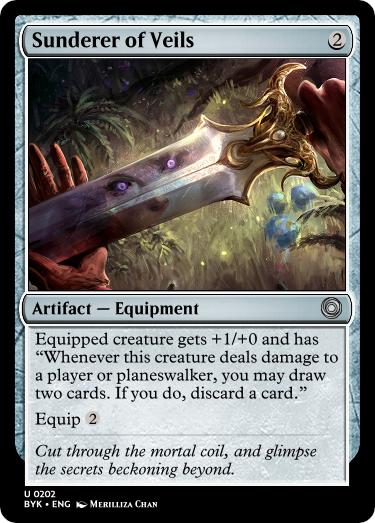 Sunderer of Veils 2
Artifact — Equipment
Equipped creature gets +1/+0 and has
“Whenever this creature deals damage to
a player or planeswalker, you may draw
two cards. If you do, discard a card.”
Equip 2
Cut through the mortal coil, and glimpse
the secrets beckoning beyond.
U 0202
BYK • ENG Merilliza Chan